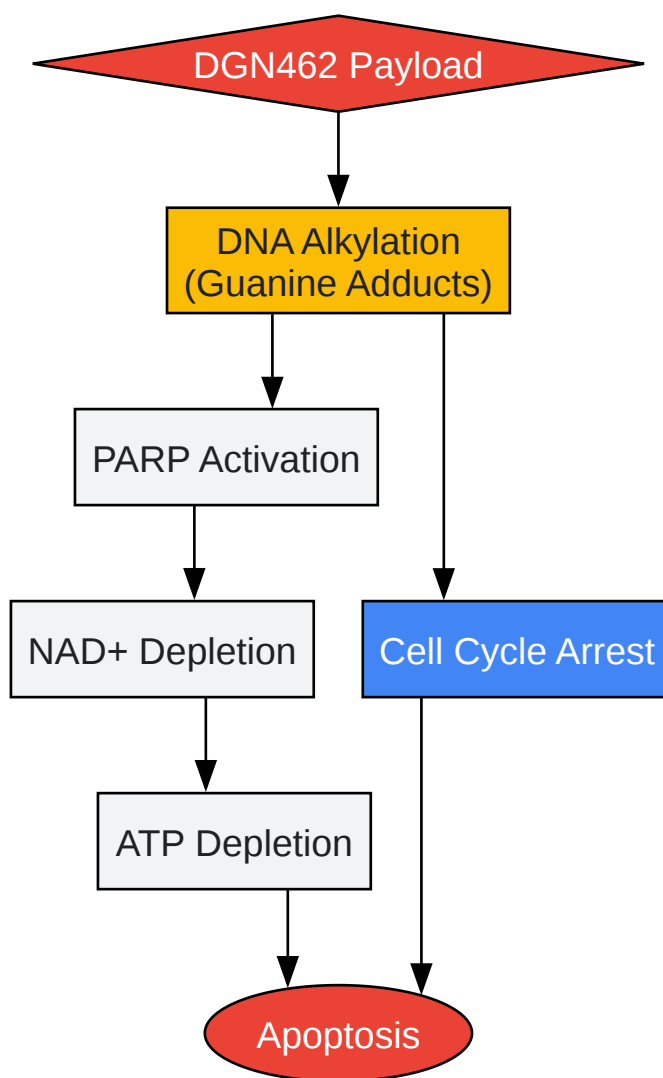 DGN462 Payload
DNA Alkylation
(Guanine Adducts)
PARP Activation
NAD+ Depletion
Cell Cycle Arrest
ATP Depletion
Apoptosis